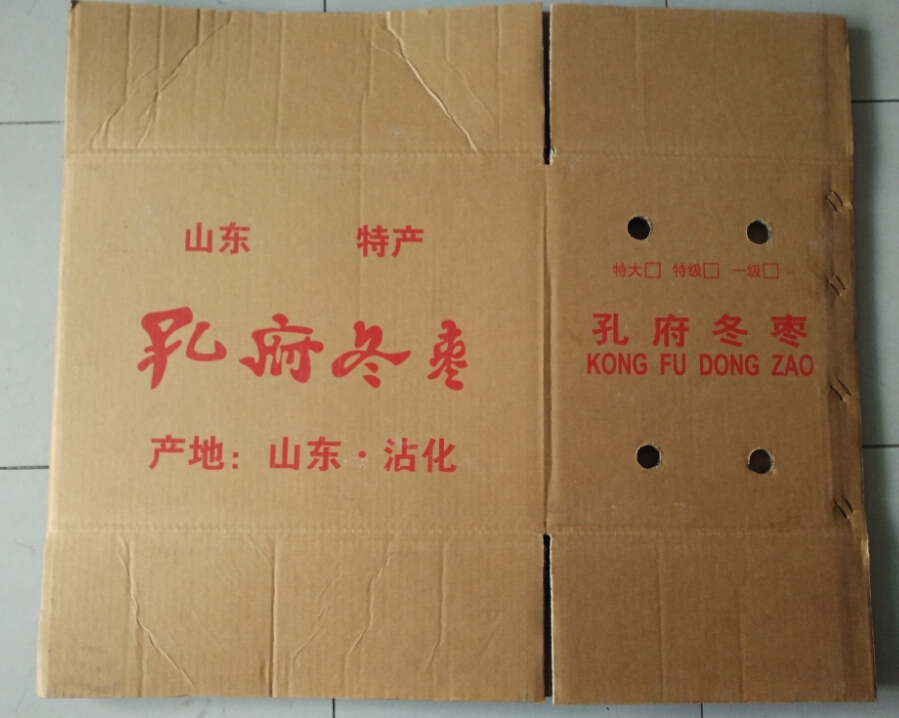 山东 特产
孔府冬枣
产地：山东·沾化
特大□ 特级□ 一级□
孔府冬枣
KONG FU DONG ZAO